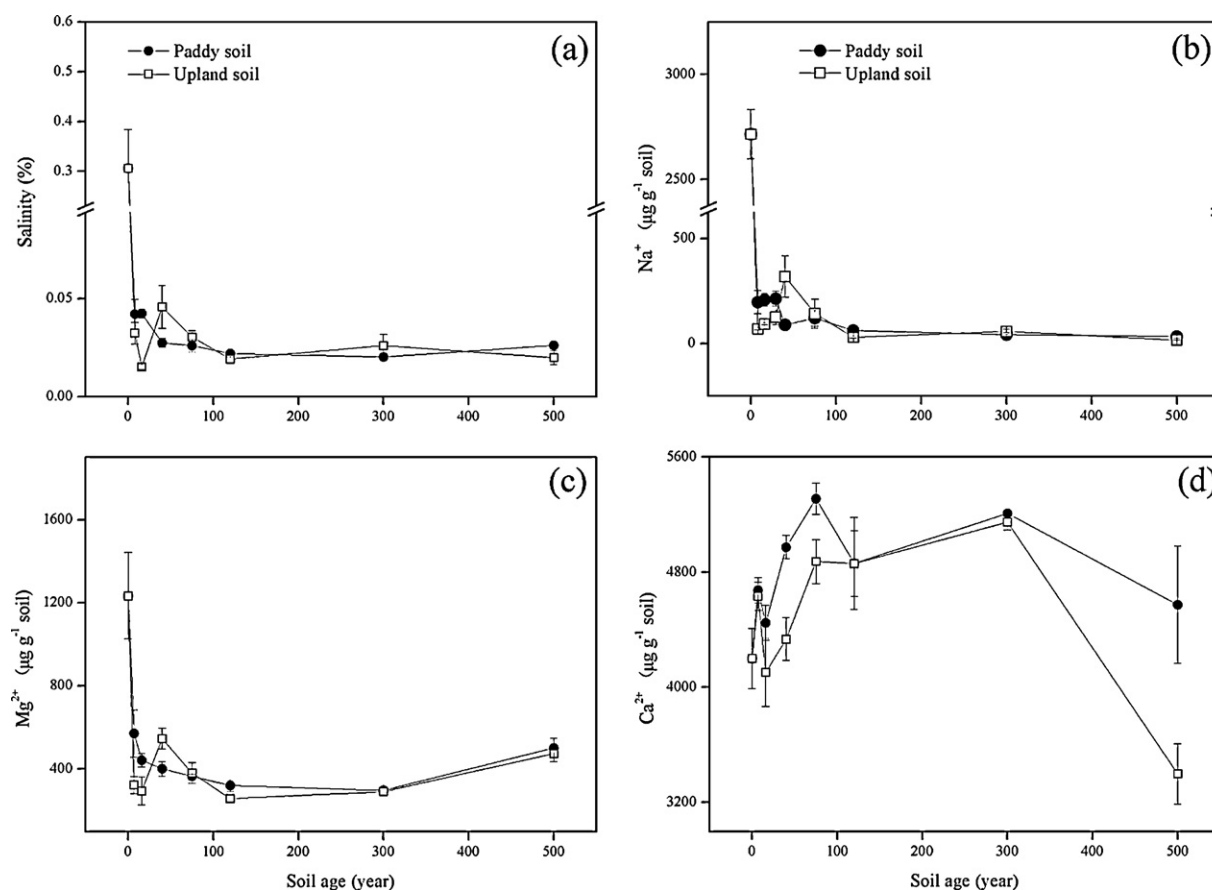 (a)
Paddy soil
Upland soil
Salinity (%)
0.6
0.5
0.4
0.3
0.05
0.00
0 100 200 300 400 500
(b)
Paddy soil
Upland soil
Na⁺ (µg g⁻¹ soil)
3000
2500
500
0
0 100 200 300 400 500
(c)
Mg²⁺ (µg g⁻¹ soil)
1600
1200
800
400
0 100 200 300 400 500
Soil age (year)
(d)
Ca²⁺ (µg g⁻¹ soil)
5600
4800
4000
3200
0 100 200 300 400 500
Soil age (year)